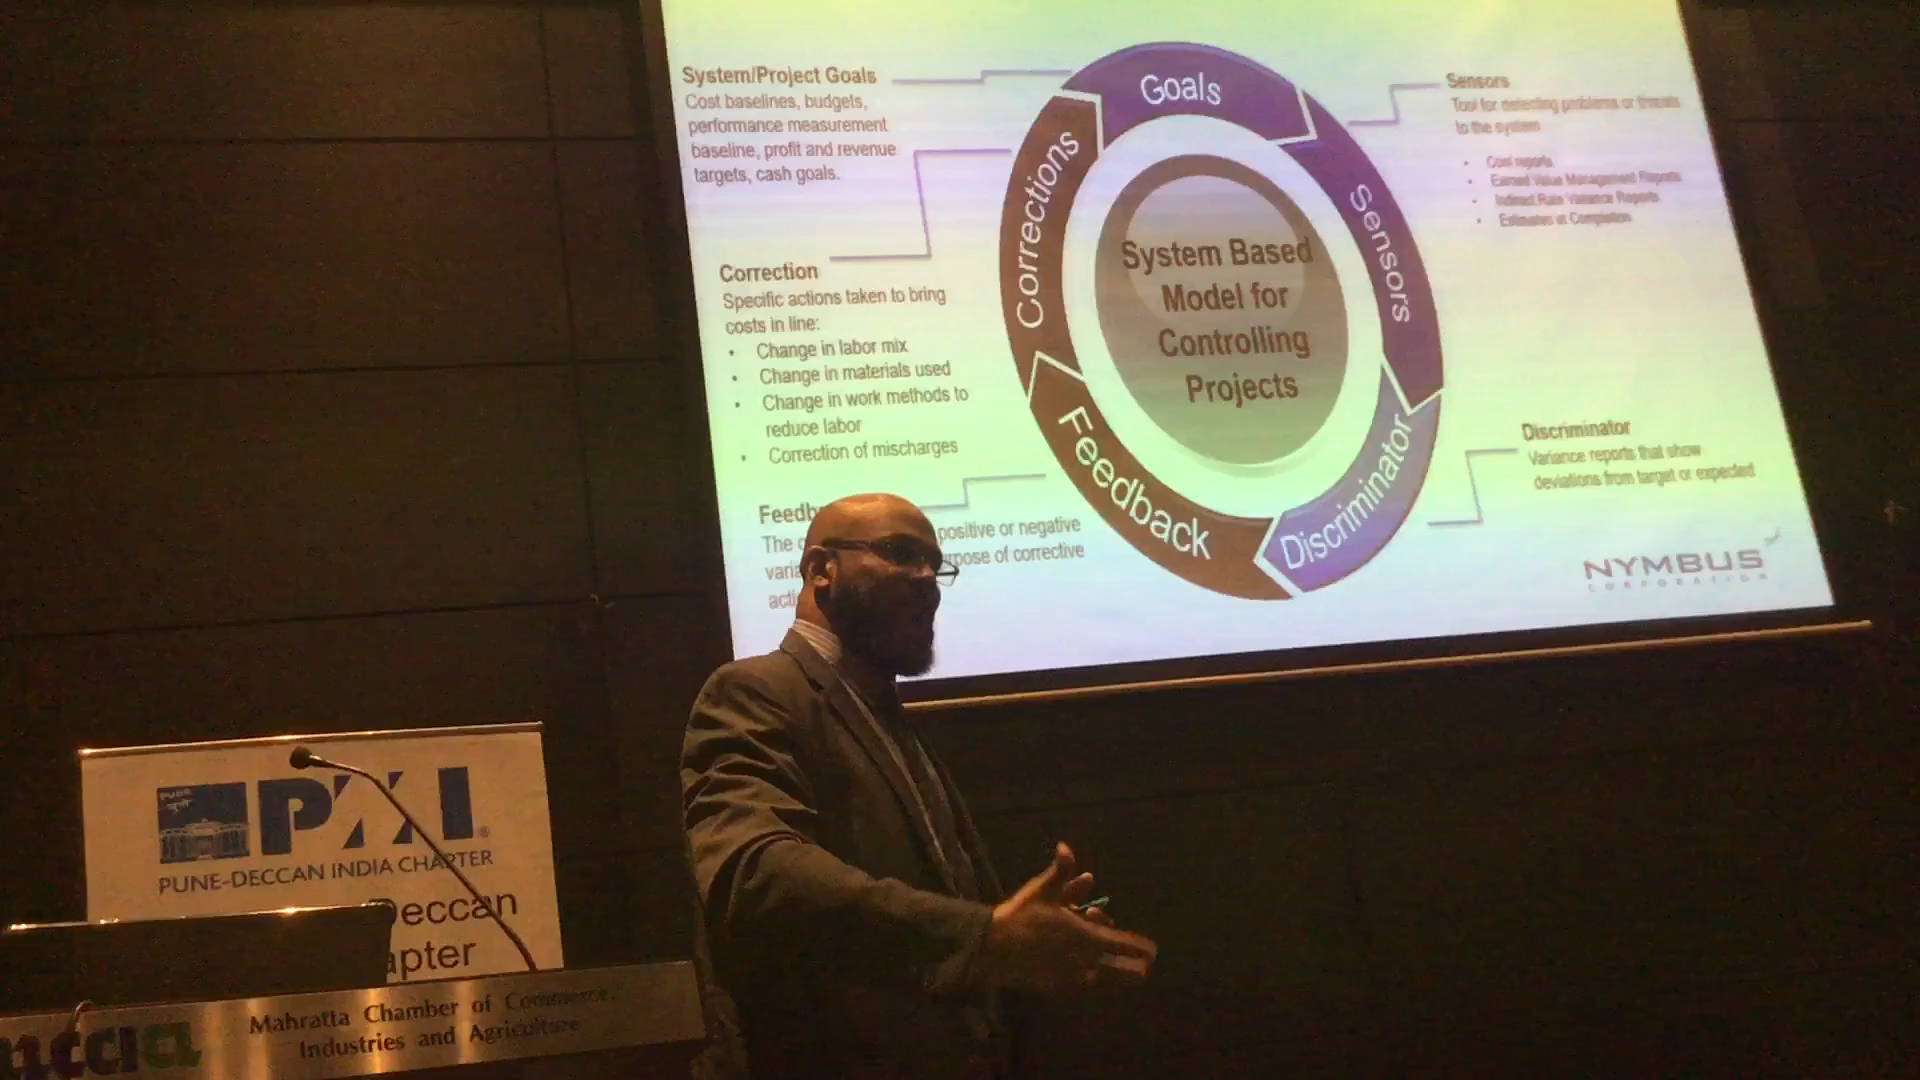 System/Project Goals
Cost baselines, budgets,
performance measurement
baseline, profit and revenue
targets, cash goals.
Correction
Specific actions taken to bring
costs in line:
• Change in labor mix
• Change in materials used
• Change in work methods to
reduce labor
• Correction of mischarges
Feedb
The
positive or negative
varia
rpose of corrective
acti
Goals
Sensors
Discriminator
Feedback
Corrections
System Based
Model for
Controlling
Projects
Sensors
Tool for detecting problems or threats
to the system
• Cost reports
• Earned Value Management Reports
• Indirect Rate Variance Reports
• Estimates at Completion
Discriminator
Variance reports that show
deviations from target or expected
NYMBUS
CORPORATION
PUNE
पुणे
PMI®
PUNE-DECCAN INDIA CHAPTER
Deccan
apter
mccia
Mahratta Chamber of Commerce,
Industries and Agriculture